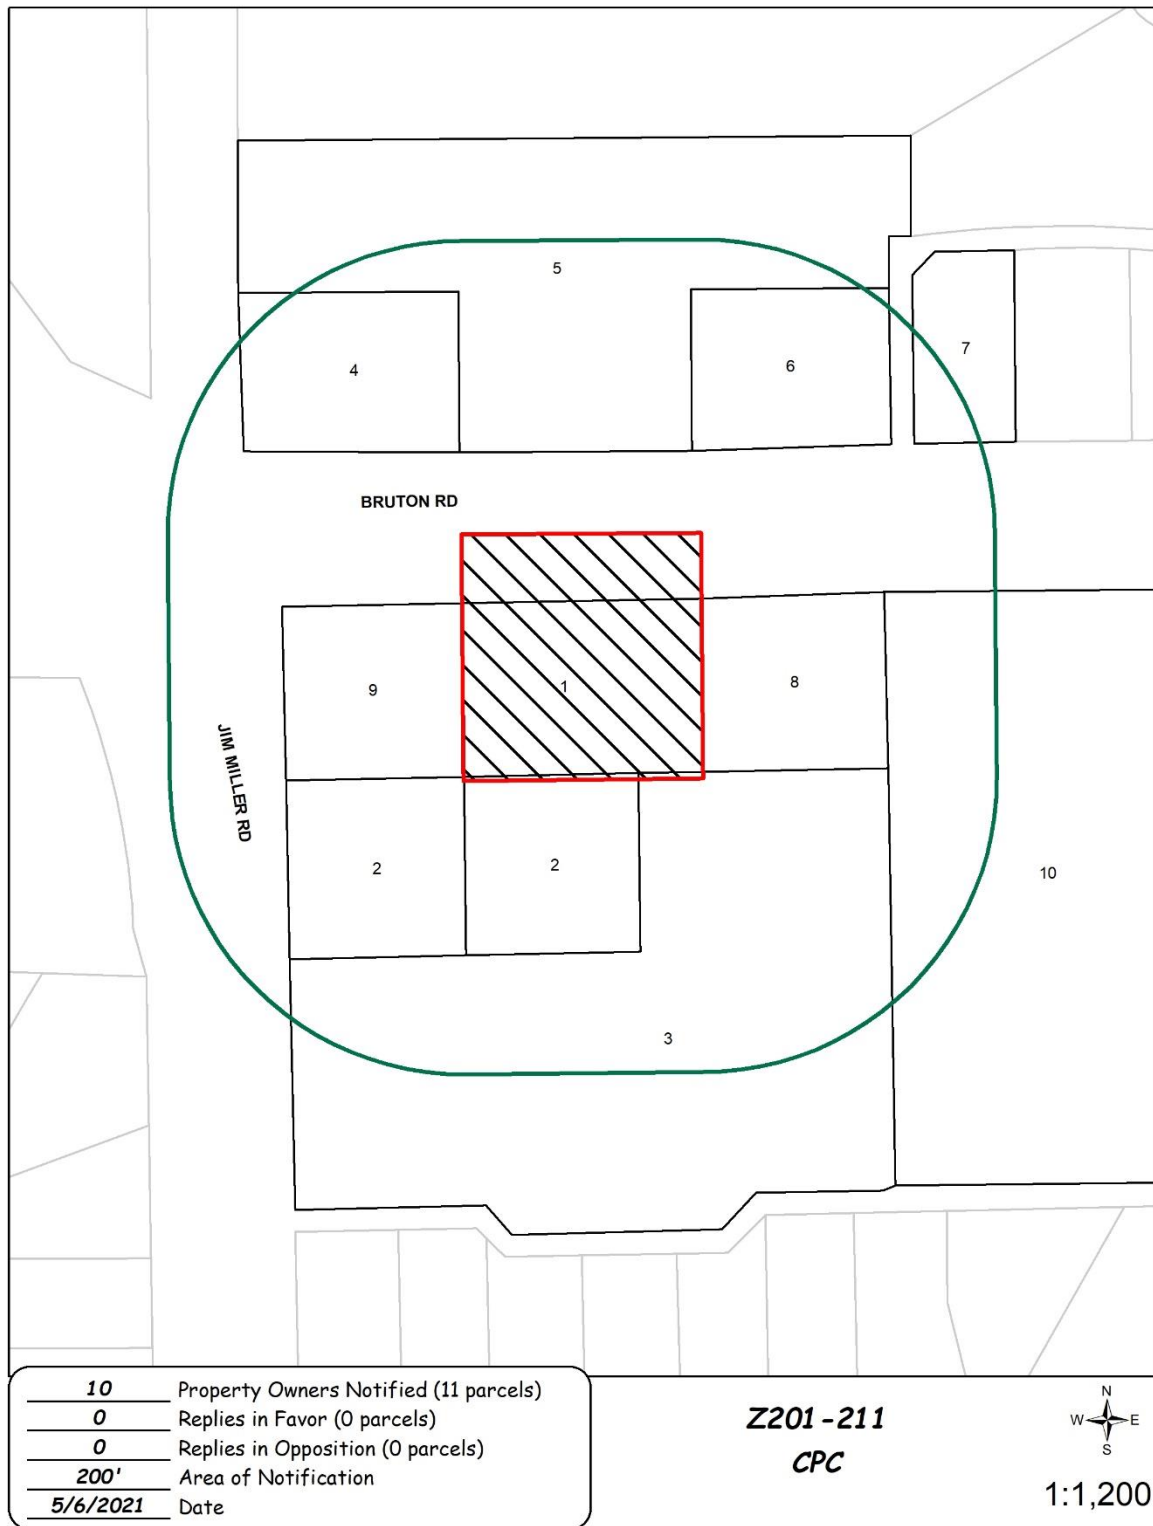 5
4
6
7
BRUTON RD
9
1
8
JIM MILLER RD
2
2
10
3
10 Property Owners Notified (11 parcels)
0 Replies in Favor (0 parcels)
0 Replies in Opposition (0 parcels)
200' Area of Notification
5/6/2021 Date
Z201-211
CPC
N
W E
S
1:1,200